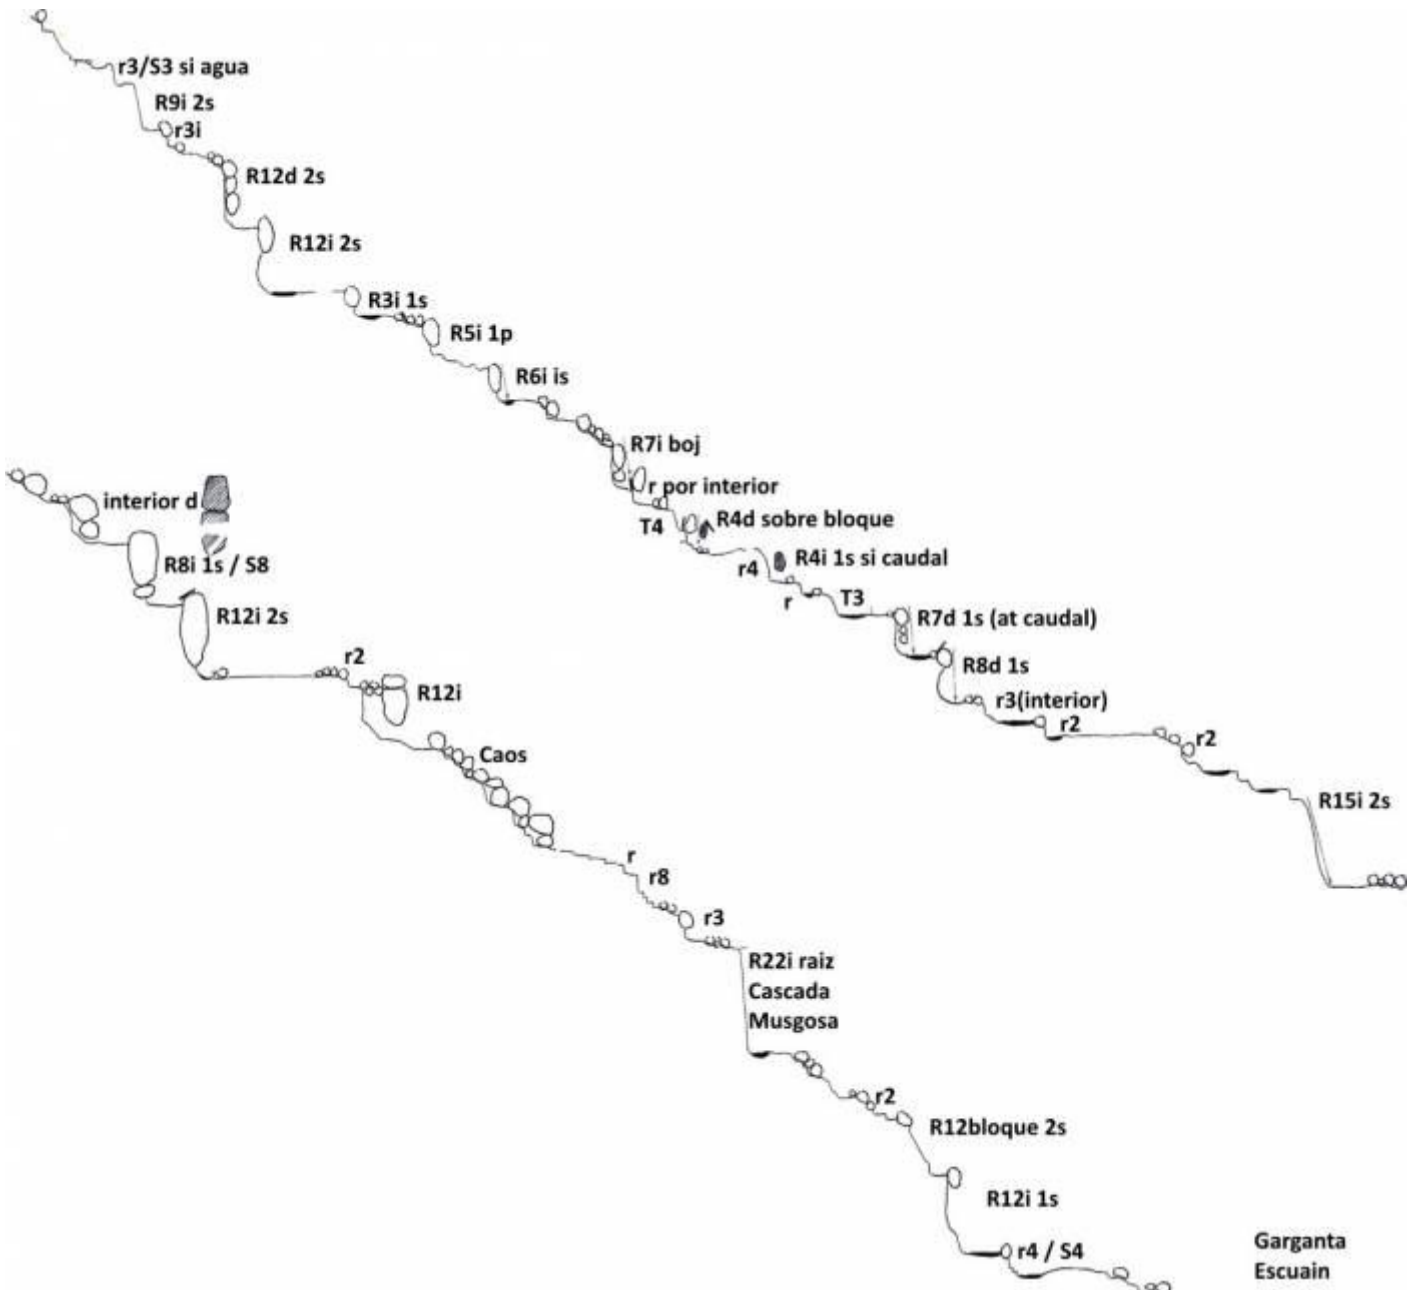 r3/S3 si agua
R9i 2s
r3i
R12d 2s
R12i 2s
R3i 1s
R5i 1p
R6i is
R7i boj
r por interior
T4
R4d sobre bloque
r4
R4i 1s si caudal
r
T3
R7d 1s (at caudal)
R8d 1s
r3(interior)
r2
r2
R15i 2s
interior d
R8i 1s / S8
R12i 2s
r2
R12i
Caos
r
r8
r3
R22i raiz
Cascada
Musgosa
r2
R12bloque 2s
R12i 1s
r4 / S4
Garganta
Escuain